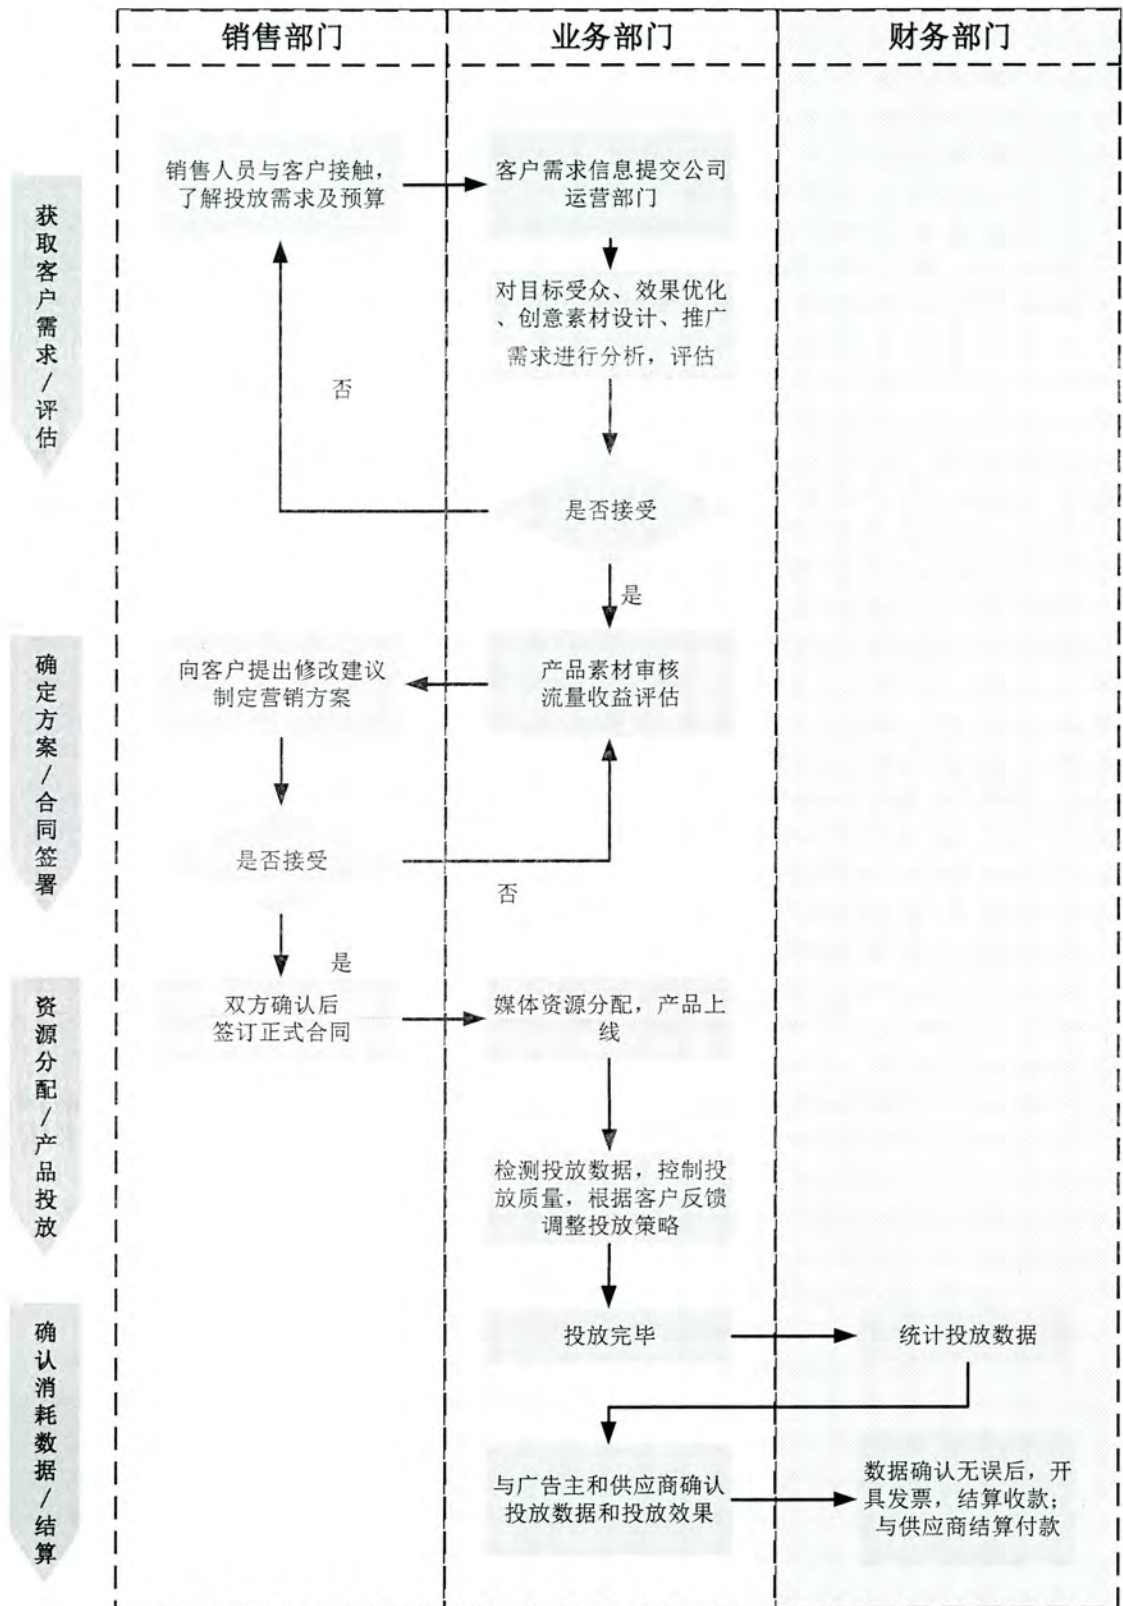 销售部门
业务部门
财务部门
获取客户需求/评估
销售人员与客户接触，
了解投放需求及预算
客户需求信息提交公司
运营部门
对目标受众、效果优化
、创意素材设计、推广
需求进行分析，评估
否
是否接受
是
确定方案/合同签署
向客户提出修改建议
制定营销方案
产品素材审核
流量收益评估
是否接受
否
是
资源分配/产品投放
双方确认后
签订正式合同
媒体资源分配，产品上
线
检测投放数据，控制投
放质量，根据客户反馈
调整投放策略
确认消耗数据/结算
投放完毕
统计投放数据
与广告主和供应商确认
投放数据和投放效果
数据确认无误后，开
具发票，结算收款；
与供应商结算付款